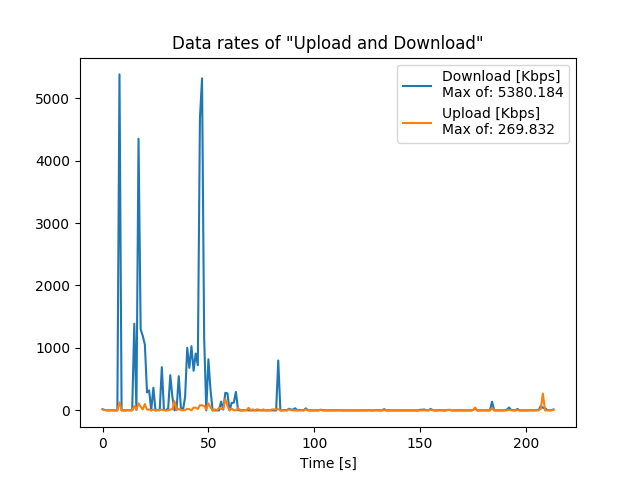 Data rates of "Upload and Download"
Download [Kbps]
Max of: 5380.184
Upload [Kbps]
Max of: 269.832
5000
4000
3000
2000
1000
0
0 50 100 150 200
Time [s]